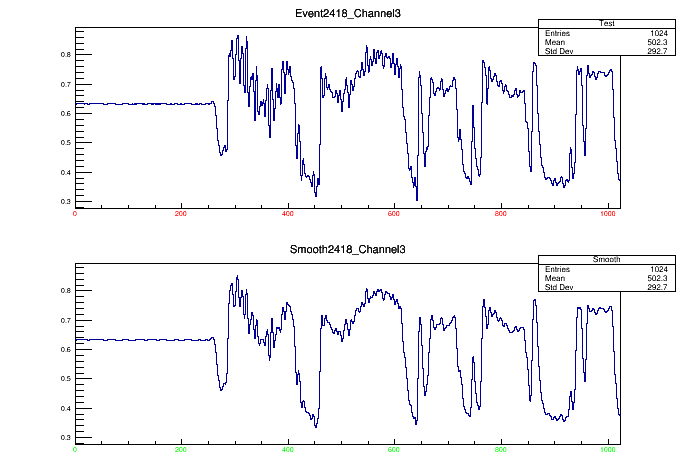 Event2418_Channel3
Test
Entries 1024
Mean 502.3
Std Dev 292.7
0.8
0.7
0.6
0.5
0.4
0.3
0 200 400 600 800 1000
Smooth2418_Channel3
Smooth
Entries 1024
Mean 502.3
Std Dev 292.7
0.8
0.7
0.6
0.5
0.4
0.3
0 200 400 600 800 1000